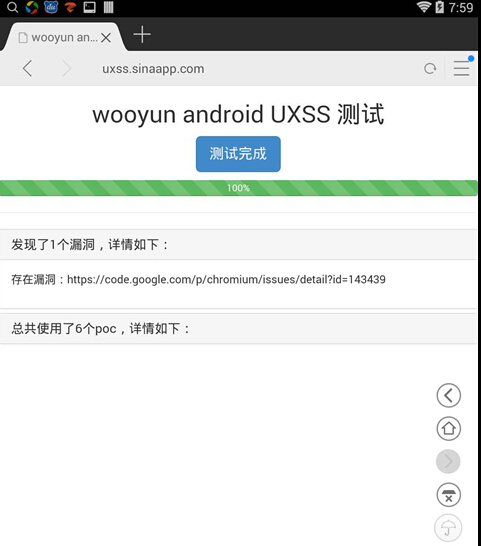 7:59
wooyun an...
uxss.sinaapp.com
wooyun android UXSS 测试
测试完成
100%
发现了1个漏洞，详情如下：
存在漏洞：https://code.google.com/p/chromium/issues/detail?id=143439
总共使用了6个poc，详情如下：